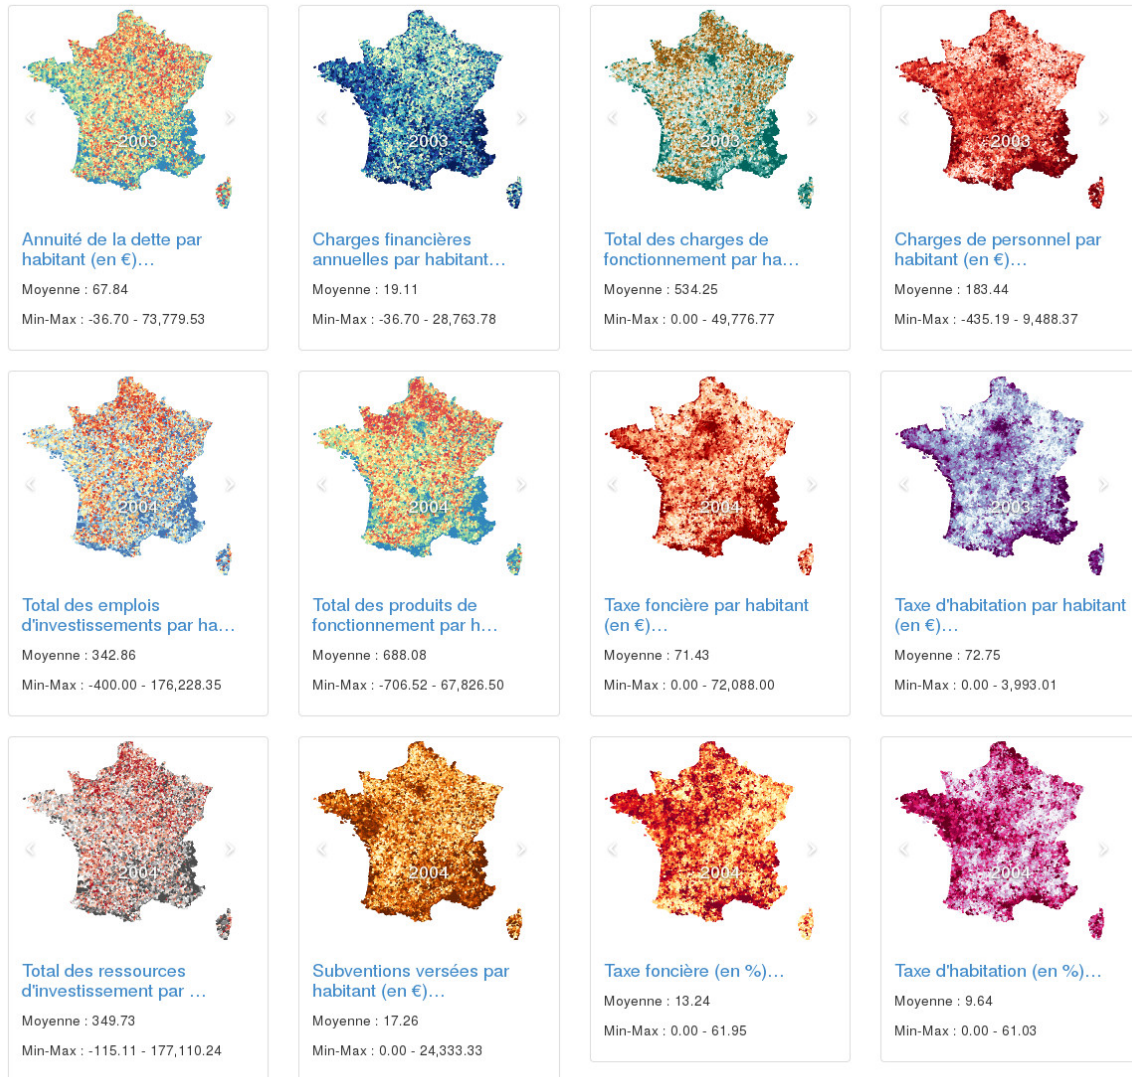 2003
Annuité de la dette par
habitant (en €)...
Moyenne : 67.84
Min-Max : -36.70 - 73,779.53
2003
Charges financières
annuelles par habitant...
Moyenne : 19.11
Min-Max : -36.70 - 28,763.78
2003
Total des charges de
fonctionnement par ha...
Moyenne : 534.25
Min-Max : 0.00 - 49,776.77
2003
Charges de personnel par
habitant (en €)...
Moyenne : 183.44
Min-Max : -435.19 - 9,488.37
2004
Total des emplois
d'investissements par ha...
Moyenne : 342.86
Min-Max : -400.00 - 176,228.35
2004
Total des produits de
fonctionnement par h...
Moyenne : 688.08
Min-Max : -706.52 - 67,826.50
2004
Taxe foncière par habitant
(en €)...
Moyenne : 71.43
Min-Max : 0.00 - 72,088.00
2003
Taxe d'habitation par habitant
(en €)...
Moyenne : 72.75
Min-Max : 0.00 - 3,993.01
2004
Total des ressources
d'investissement par ...
Moyenne : 349.73
Min-Max : -115.11 - 177,110.24
2004
Subventions versées par
habitant (en €)...
Moyenne : 17.26
Min-Max : 0.00 - 24,333.33
2004
Taxe foncière (en %)...
Moyenne : 13.24
Min-Max : 0.00 - 61.95
2004
Taxe d'habitation (en %)...
Moyenne : 9.64
Min-Max : 0.00 - 61.03